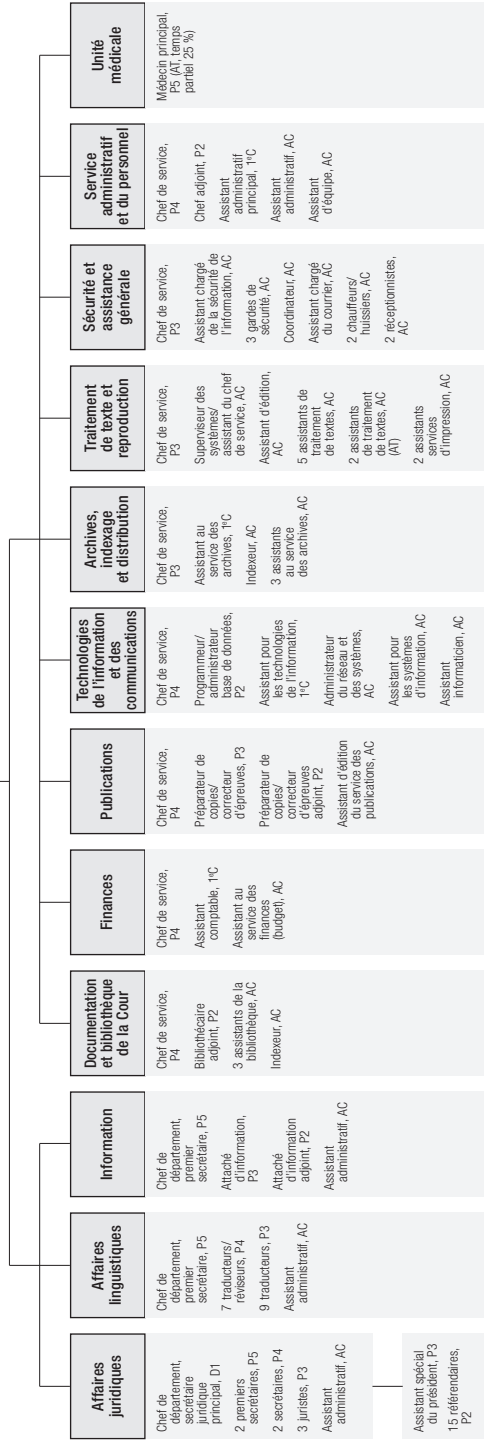 Affaires
juridiques
Chef de
département,
secrétaire
juridique
principal, D1
2 premiers
secrétaires, P5
2 secrétaires, P4
3 juristes, P3
Assistant
administratif, AC
Assistant spécial
du président, P3
15 référendaires,
P2
Affaires
linguistiques
Chef de
département,
premier
secrétaire, P5
7 traducteurs/
réviseurs, P4
9 traducteurs, P3
Assistant
administratif, AC
Information
Chef de
département,
premier
secrétaire, P5
Attaché
d'information,
P3
Attaché
d'information
adjoint, P2
Assistant
administratif, AC
Documentation
et bibliothèque
de la Cour
Chef de service,
P4
Bibliothécaire
adjoint, P2
3 assistants de la
bibliothèque, AC
Indexeur, AC
Finances
Chef de service,
P4
Assistant
comptable, 1ºC
Assistant au
service des
finances
(budget), AC
Publications
Chef de service,
P4
Préparateur de
copies/
correcteur
d'épreuves, P3
Préparateur de
copies/
correcteur
d'épreuves
adjoint, P2
Assistant d'édition
du service des
publications, AC
Technologies
de l'information
et des
communications
Chef de service,
P4
Programmeur/
administrateur
base de données,
P2
Assistant pour
les technologies
de l'information,
1ºC
Administrateur
du réseau et
des systèmes,
AC
Assistant pour
les systèmes
d'information, AC
Assistant
informaticien, AC
Archives,
indexage
et distribution
Chef de service,
P3
Assistant au
service des
archives, 1ºC
Indexeur, AC
3 assistants
au service
des archives, AC
Traitement
de texte et
reproduction
Chef de service,
P3
Superviseur des
systèmes/
assistant du chef
de service, AC
Assistant d'édition,
AC
5 assistants de
traitement de
textes, AC
2 assistants
de traitement
de textes, AC
(AT)
2 assistants
services
d'impression, AC
Sécurité et
assistance
générale
Chef de service,
P3
Assistant chargé
de la sécurité de
l'information, AC
3 gardes de
sécurité, AC
Coordinateur, AC
Assistant chargé
du courrier, AC
2 chauffeurs/
huissiers, AC
2 réceptionnistes,
AC
Service
administratif
et du personnel
Chef de service,
P4
Chef adjoint, P2
Assistant
administratif
principal, 1ºC
Assistant
administratif, AC
Assistant
d'équipe, AC
Unité
médicale
Médecin principal,
P5 (AT, temps
partiel 25 %)